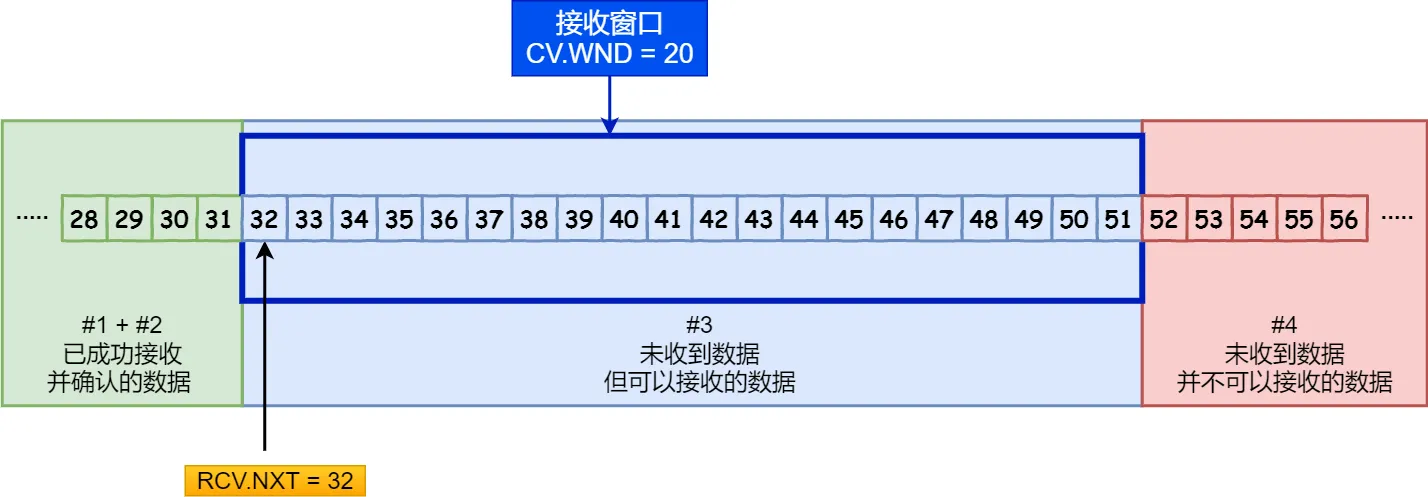 接收窗口
CV.WND = 20
····· 28 29 30 31 32 33 34 35 36 37 38 39 40 41 42 43 44 45 46 47 48 49 50 51 52 53 54 55 56 ·····
#1 + #2
已成功接收
并确认的数据
#3
未收到数据
但可以接收的数据
#4
未收到数据
并不可以接收的数据
RCV.NXT = 32